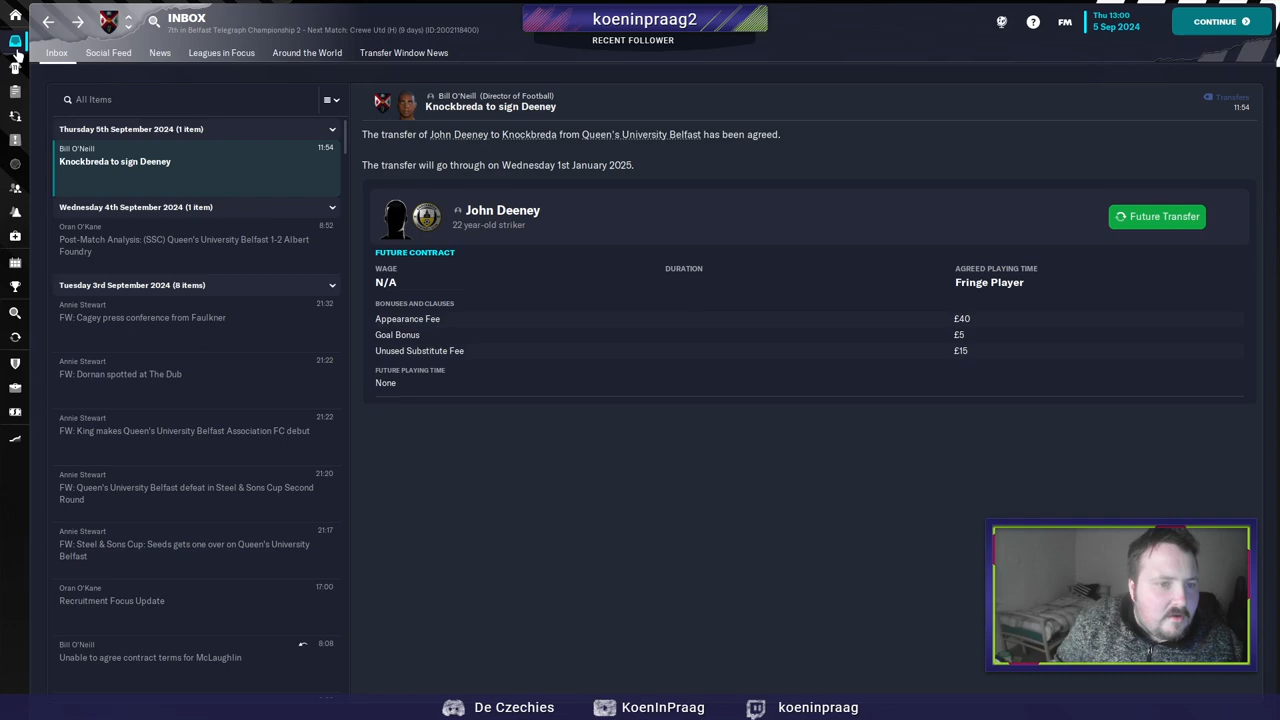 INBOX
7th in Belfast Telegraph Championship 2 - Next Match: Crewe Utd (H) (9 days) (ID:2002118400)
koeninpraag2
RECENT FOLLOWER
?
FM
Thu 13:00
5 Sep 2024
CONTINUE
Inbox
Social Feed
News
Leagues in Focus
Around the World
Transfer Window News
All Items
Thursday 5th September 2024 (1 item)
Bill O'Neill
11:54
Knockbreda to sign Deeney
Wednesday 4th September 2024 (1 item)
Oran O'Kane
8:52
Post-Match Analysis: (SSC) Queen's University Belfast 1-2 Albert
Foundry
Tuesday 3rd September 2024 (8 items)
Annie Stewart
21:32
FW: Cagey press conference from Faulkner
Annie Stewart
21:22
FW: Dornan spotted at The Dub
Annie Stewart
21:22
FW: King makes Queen's University Belfast Association FC debut
Annie Stewart
21:20
FW: Queen's University Belfast defeat in Steel & Sons Cup Second
Round
Annie Stewart
21:17
FW: Steel & Sons Cup: Seeds gets one over on Queen's University
Belfast
Oran O'Kane
17:00
Recruitment Focus Update
Bill O'Neill
8:08
Unable to agree contract terms for McLaughlin
Bill O'Neill (Director of Football)
Knockbreda to sign Deeney
Transfers
11:54
The transfer of John Deeney to Knockbreda from Queen's University Belfast has been agreed.
The transfer will go through on Wednesday 1st January 2025.
John Deeney
22 year-old striker
Future Transfer
FUTURE CONTRACT
WAGE
DURATION
AGREED PLAYING TIME
N/A
Fringe Player
BONUSES AND CLAUSES
Appearance Fee
£40
Goal Bonus
£5
Unused Substitute Fee
£15
FUTURE PLAYING TIME
None
De Czechies
KoenInPraag
koeninpraag